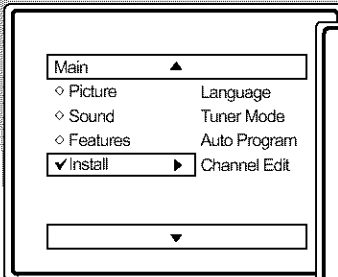 Main ▲
◇ Picture Language
◇ Sound Tuner Mode
◇ Features Auto Program
✔Install ▶ Channel Edit
▼